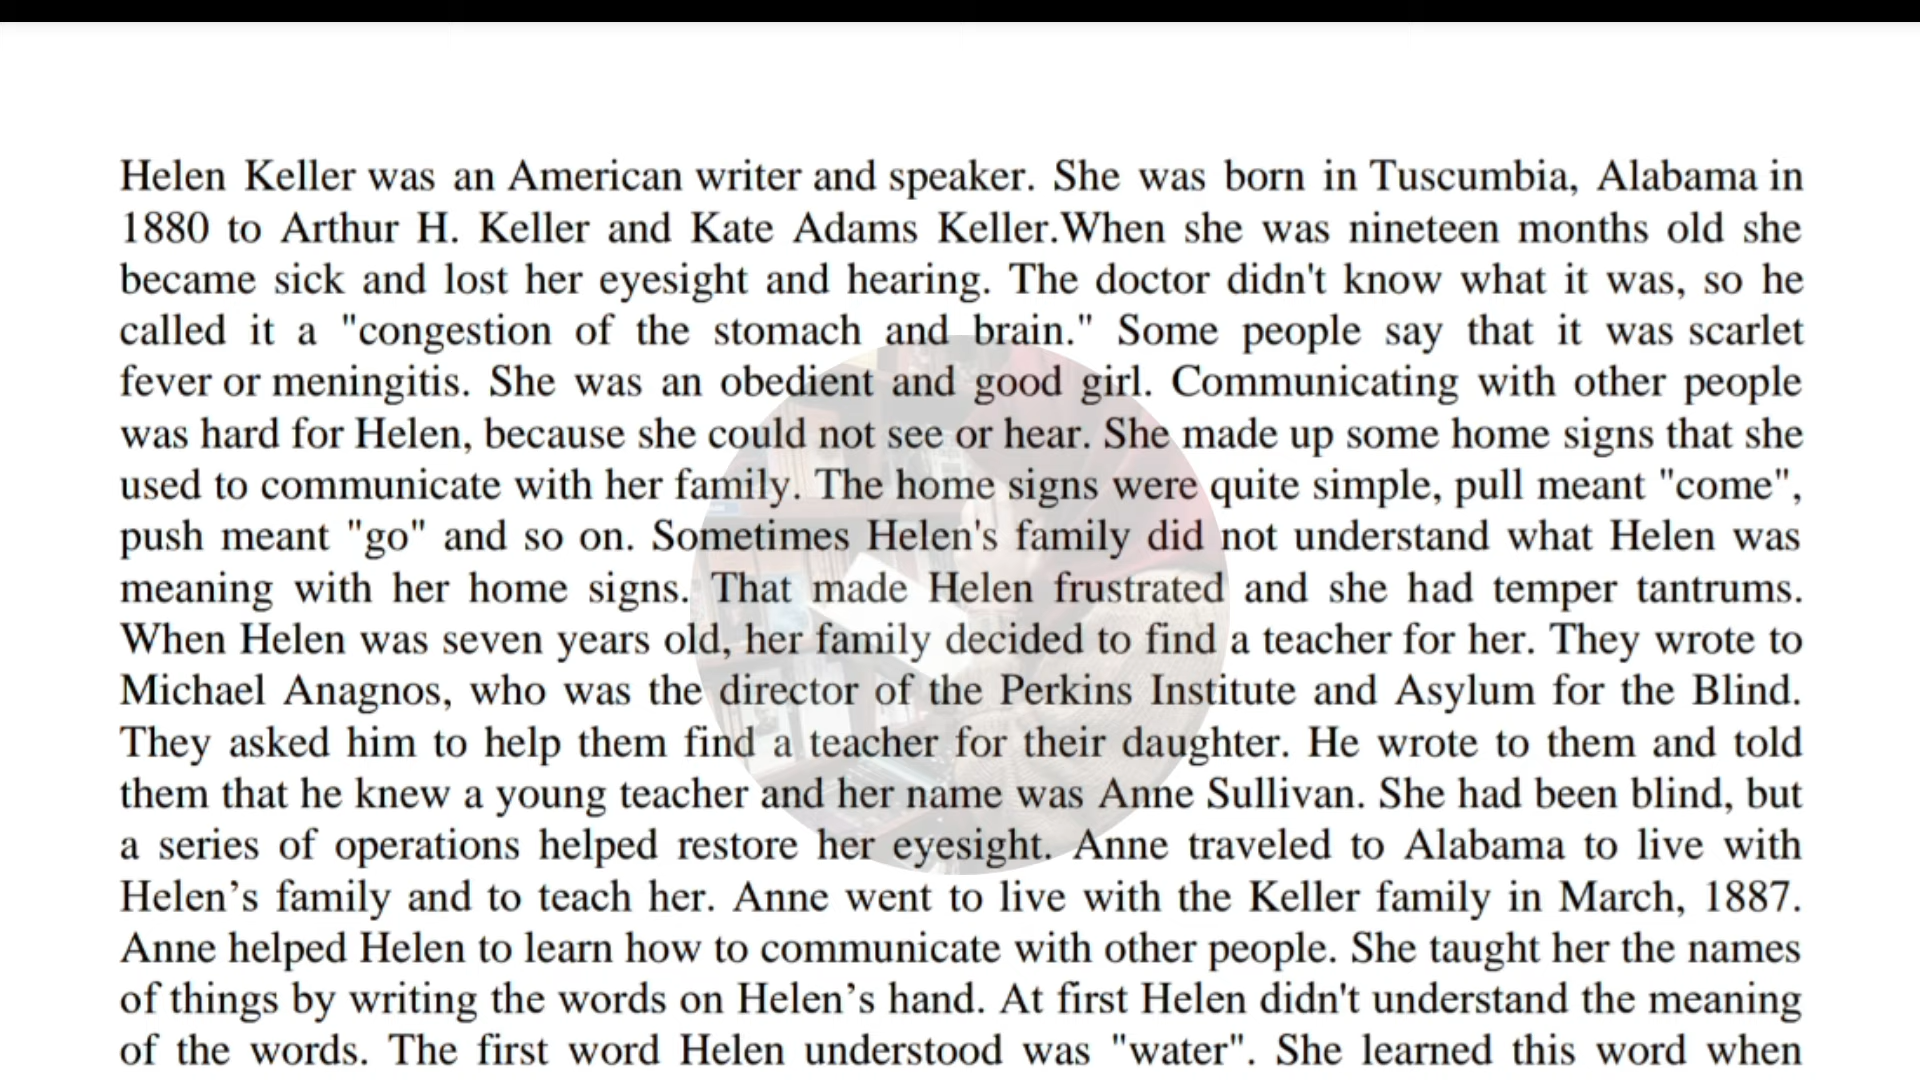 Helen Keller was an American writer and speaker. She was born in Tuscumbia, Alabama in
1880 to Arthur H. Keller and Kate Adams Keller.When she was nineteen months old she
became sick and lost her eyesight and hearing. The doctor didn't know what it was, so he
called it a "congestion of the stomach and brain." Some people say that it was scarlet
fever or meningitis. She was an obedient and good girl. Communicating with other people
was hard for Helen, because she could not see or hear. She made up some home signs that she
used to communicate with her family. The home signs were quite simple, pull meant "come",
push meant "go" and so on. Sometimes Helen's family did not understand what Helen was
meaning with her home signs. That made Helen frustrated and she had temper tantrums.
When Helen was seven years old, her family decided to find a teacher for her. They wrote to
Michael Anagnos, who was the director of the Perkins Institute and Asylum for the Blind.
They asked him to help them find a teacher for their daughter. He wrote to them and told
them that he knew a young teacher and her name was Anne Sullivan. She had been blind, but
a series of operations helped restore her eyesight. Anne traveled to Alabama to live with
Helen’s family and to teach her. Anne went to live with the Keller family in March, 1887.
Anne helped Helen to learn how to communicate with other people. She taught her the names
of things by writing the words on Helen’s hand. At first Helen didn't understand the meaning
of the words. The first word Helen understood was "water". She learned this word when